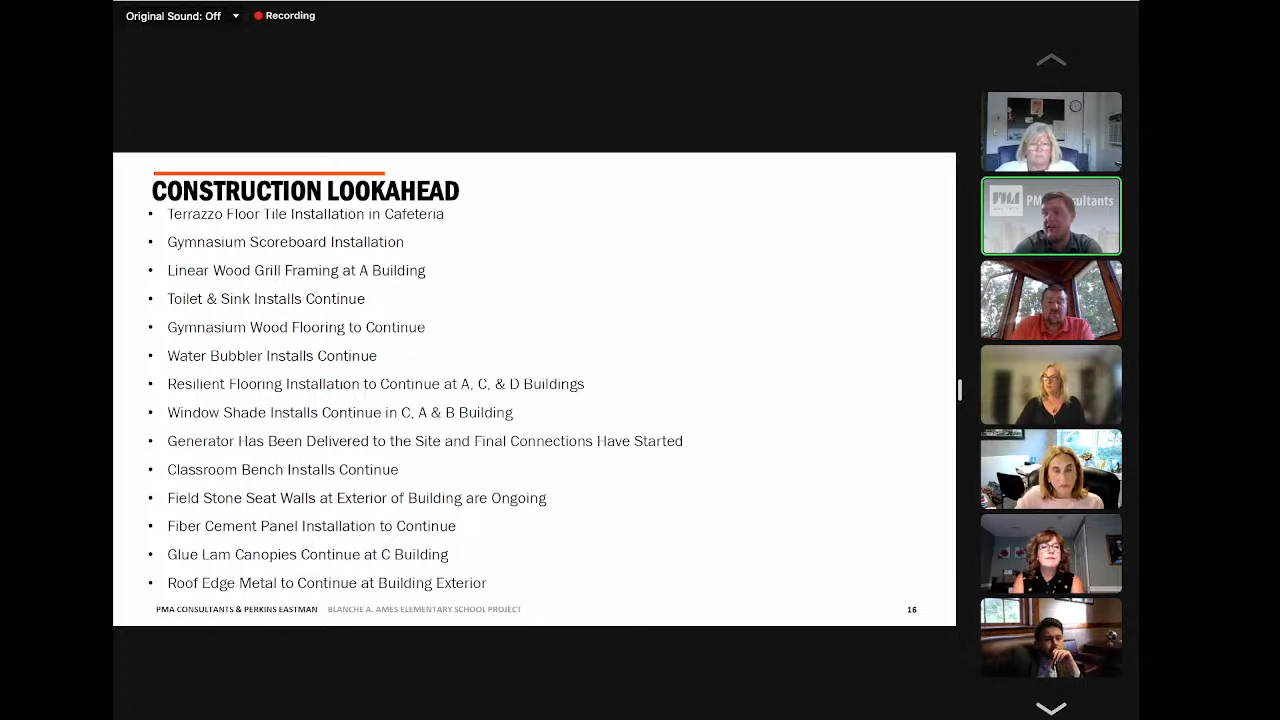 Original Sound: Off
Recording
CONSTRUCTION LOOKAHEAD
• Terrazzo Floor Tile Installation in Cafeteria
• Gymnasium Scoreboard Installation
• Linear Wood Grill Framing at A Building
• Toilet & Sink Installs Continue
• Gymnasium Wood Flooring to Continue
• Water Bubbler Installs Continue
• Resilient Flooring Installation to Continue at A, C, & D Buildings
• Window Shade Installs Continue in C, A & B Building
• Generator Has Been Delivered to the Site and Final Connections Have Started
• Classroom Bench Installs Continue
• Field Stone Seat Walls at Exterior of Building are Ongoing
• Fiber Cement Panel Installation to Continue
• Glue Lam Canopies Continue at C Building
• Roof Edge Metal to Continue at Building Exterior
PMA CONSULTANTS & PERKINS EASTMAN BLANCHE A. AMES ELEMENTARY SCHOOL PROJECT 16